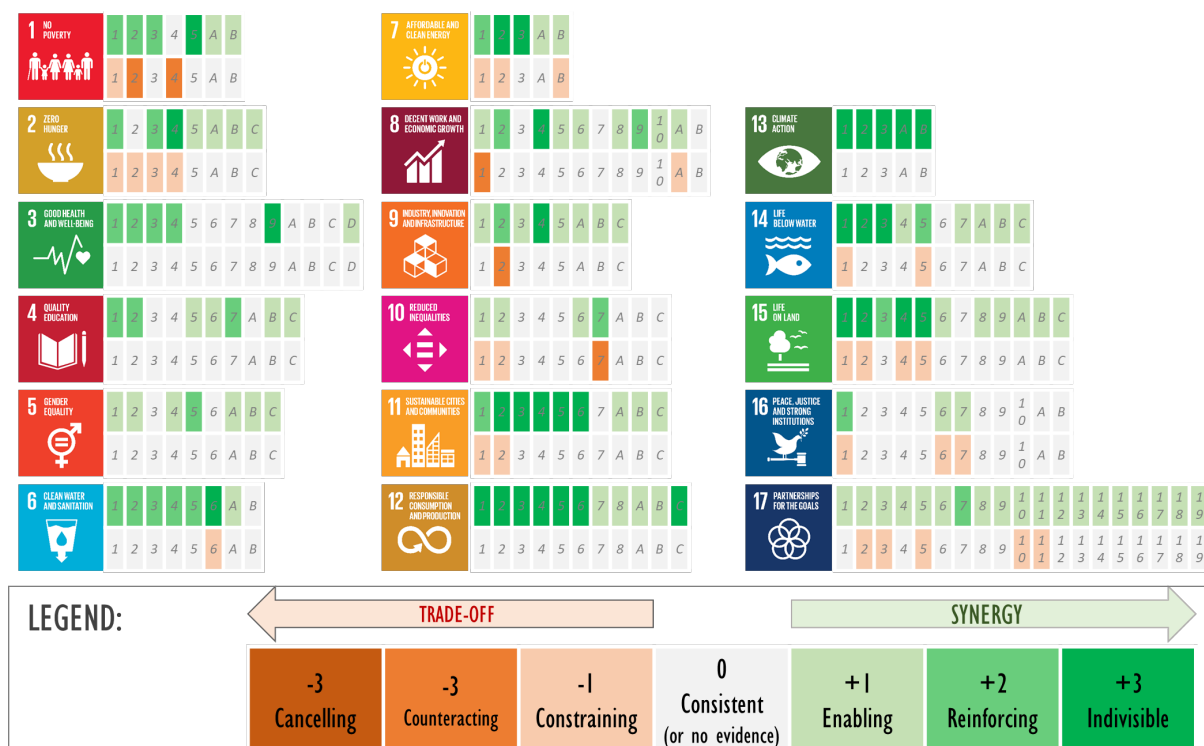 1 NO
POVERTY
1 2 3 4 5 A B
1 2 3 4 5 A B
2 ZERO
HUNGER
1 2 3 4 5 A B C
1 2 3 4 5 A B C
3 GOOD HEALTH
AND WELL-BEING
1 2 3 4 5 6 7 8 9 A B C D
1 2 3 4 5 6 7 8 9 A B C D
4 QUALITY
EDUCATION
1 2 3 4 5 6 7 A B C
1 2 3 4 5 6 7 A B C
5 GENDER
EQUALITY
1 2 3 4 5 6 A B C
1 2 3 4 5 6 A B C
6 CLEAN WATER
AND SANITATION
1 2 3 4 5 6 A B
1 2 3 4 5 6 A B
7 AFFORDABLE AND
CLEAN ENERGY
1 2 3 A B
1 2 3 A B
8 DECENT WORK AND
ECONOMIC GROWTH
1 2 3 4 5 6 7 8 9 10 A B
1 2 3 4 5 6 7 8 9 10 A B
9 INDUSTRY, INNOVATION
AND INFRASTRUCTURE
1 2 3 4 5 A B C
1 2 3 4 5 A B C
10 REDUCED
INEQUALITIES
1 2 3 4 5 6 7 A B C
1 2 3 4 5 6 7 A B C
11 SUSTAINABLE CITIES
AND COMMUNITIES
1 2 3 4 5 6 7 A B C
1 2 3 4 5 6 7 A B C
12 RESPONSIBLE
CONSUMPTION
AND PRODUCTION
1 2 3 4 5 6 7 8 A B C
1 2 3 4 5 6 7 8 A B C
13 CLIMATE
ACTION
1 2 3 A B
1 2 3 A B
14 LIFE
BELOW WATER
1 2 3 4 5 6 7 A B C
1 2 3 4 5 6 7 A B C
15 LIFE
ON LAND
1 2 3 4 5 6 7 8 9 A B C
1 2 3 4 5 6 7 8 9 A B C
16 PEACE, JUSTICE
AND STRONG
INSTITUTIONS
1 2 3 4 5 6 7 8 9 10 A B
1 2 3 4 5 6 7 8 9 10 A B
17 PARTNERSHIPS
FOR THE GOALS
1 2 3 4 5 6 7 8 9 10 11 12 13 14 15 16 17 18 19
1 2 3 4 5 6 7 8 9 10 11 12 13 14 15 16 17 18 19
LEGEND:
TRADE-OFF
SYNERGY
-3
Cancelling
-3
Counteracting
-1
Constraining
0
Consistent
(or no evidence)
+1
Enabling
+2
Reinforcing
+3
Indivisible